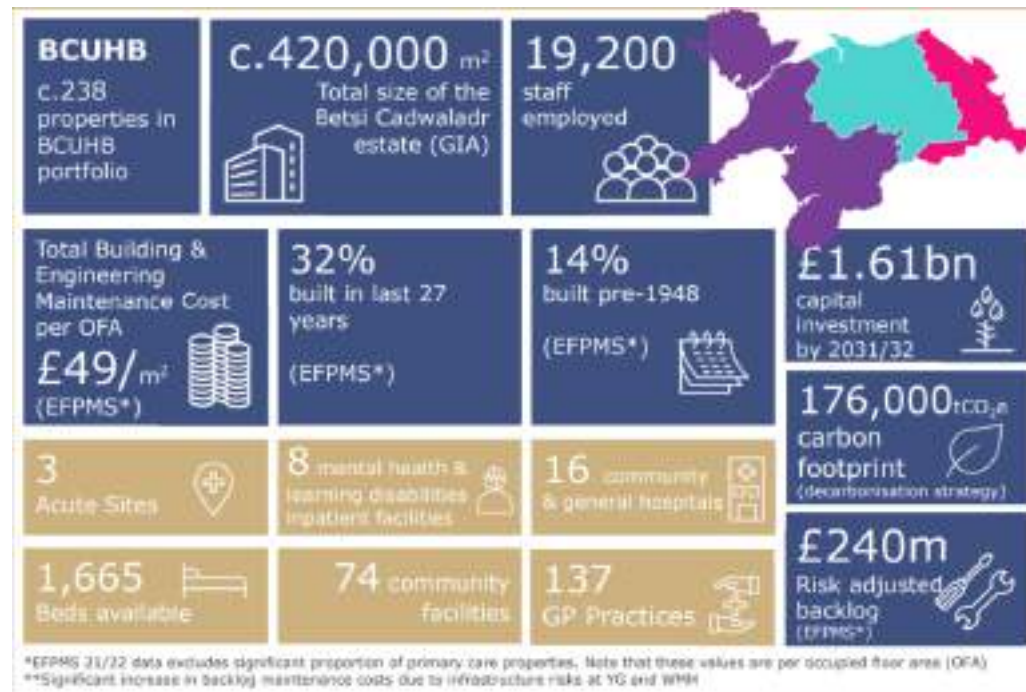 BCUHB
c.238
properties in
BCUHB
portfolio
c.420,000 m²
Total size of the
Betsi Cadwaladr
estate (GIA)
19,200
staff
employed
Total Building &
Engineering
Maintenance Cost
per OFA
£49/m²
(EFPMS*)
32%
built in last 27
years
(EFPMS*)
14%
built pre-1948
(EFPMS*)
£1.61bn
capital
investment
by 2031/32
176,000tCO₂e
carbon
footprint
(decarbonisation strategy)
£240m
Risk adjusted
backlog
(EFPMS*)
3
Acute Sites
8 mental health &
learning disabilities
inpatient facilities
16 community
& general hospitals
1,665
Beds available
74 community
facilities
137
GP Practices
*EFPMS 21/22 data excludes significant proportion of primary care properties. Note that these values are per occupied floor area (OFA)
**Significant increase in backlog maintenance costs due to infrastructure risks at YG and WMH